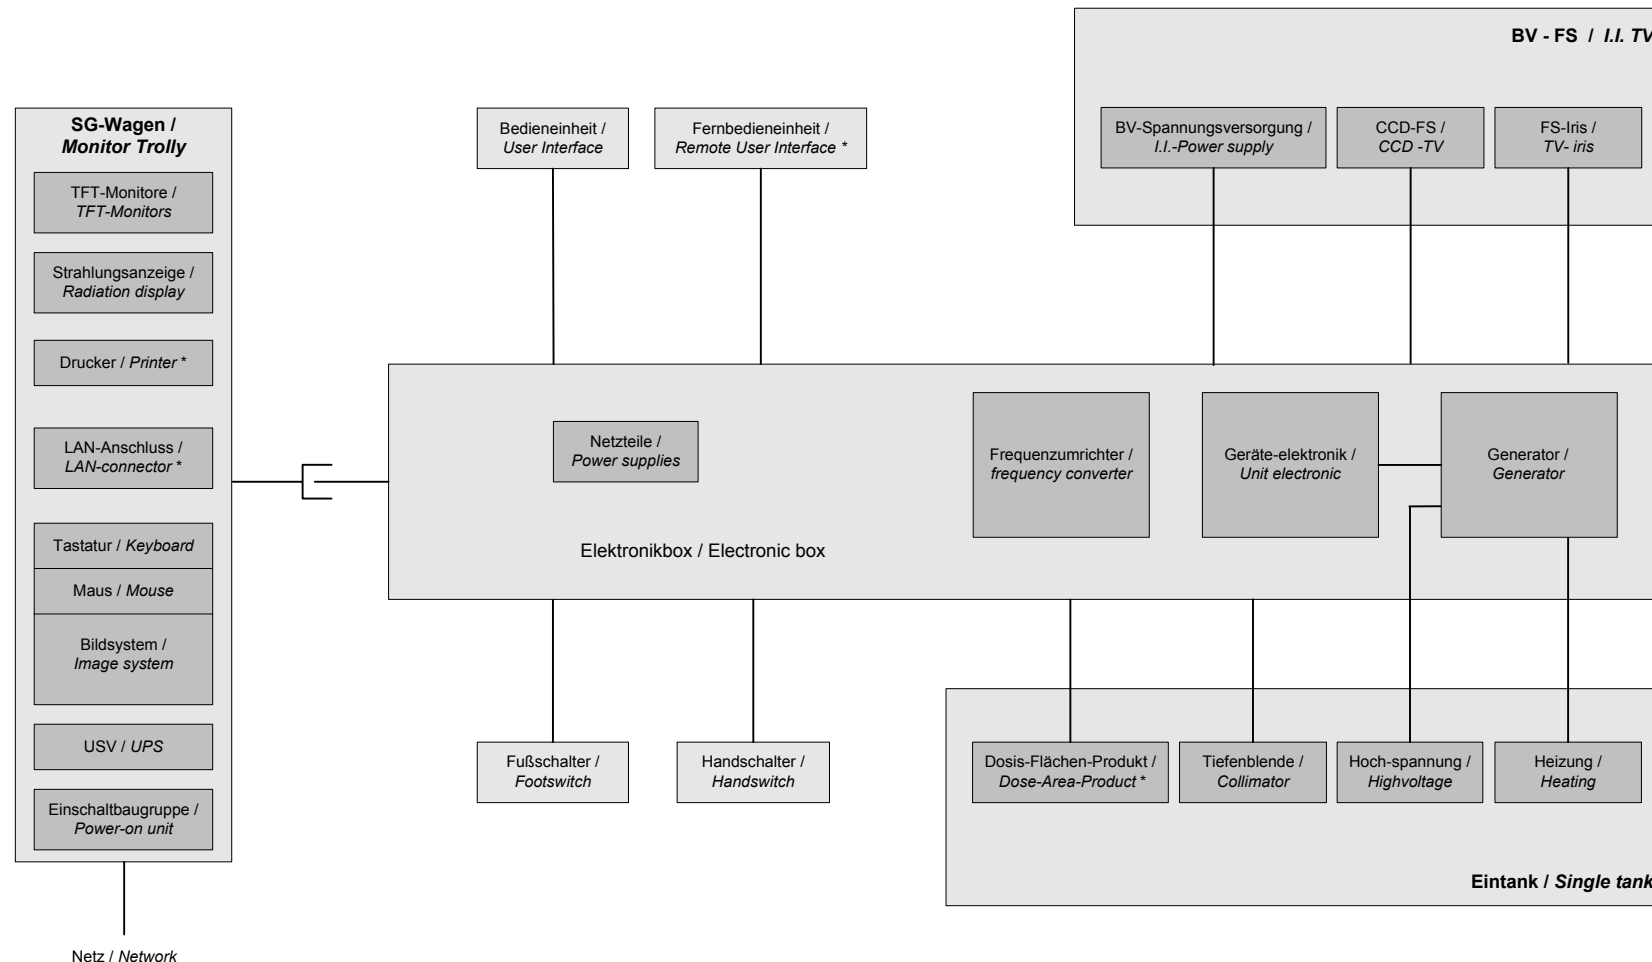 BV - FS / I.I. TV
SG-Wagen /
Monitor Trolly
TFT-Monitore /
TFT-Monitors
Strahlungsanzeige /
Radiation display
Drucker / Printer *
LAN-Anschluss /
LAN-connector *
Tastatur / Keyboard
Maus / Mouse
Bildsystem /
Image system
USV / UPS
Einschaltbaugruppe /
Power-on unit
Netz / Network
Bedieneinheit /
User Interface
Fernbedieneinheit /
Remote User Interface *
BV-Spannungsversorgung /
I.I.-Power supply
CCD-FS /
CCD -TV
FS-Iris /
TV- iris
Netzteile /
Power supplies
Frequenzumrichter /
frequency converter
Geräte-elektronik /
Unit electronic
Generator /
Generator
Elektronikbox / Electronic box
Fußschalter /
Footswitch
Handschalter /
Handswitch
Dosis-Flächen-Produkt /
Dose-Area-Product *
Tiefenblende /
Collimator
Hoch-spannung /
Highvoltage
Heizung /
Heating
Eintank / Single tank